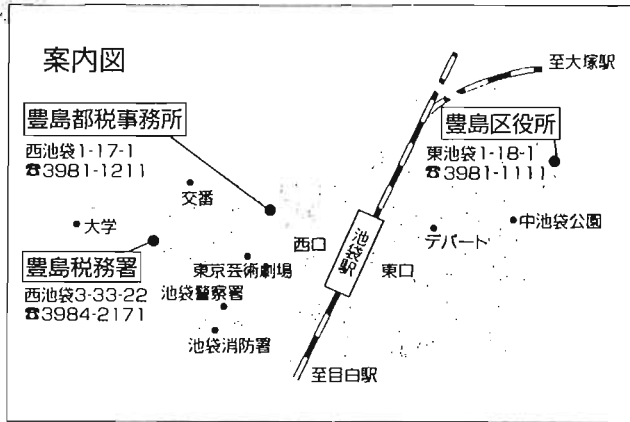 案内図
至大塚駅
豊島都税事務所
西池袋1-17-1
☎3981-1211
豊島区役所
東池袋1-18-1
☎3981-1111
交番
大学
中池袋公園
デパート
西口
池袋駅
東口
豊島税務署
西池袋3-33-22
☎3984-2171
東京芸術劇場
池袋警察署
池袋消防署
至目白駅